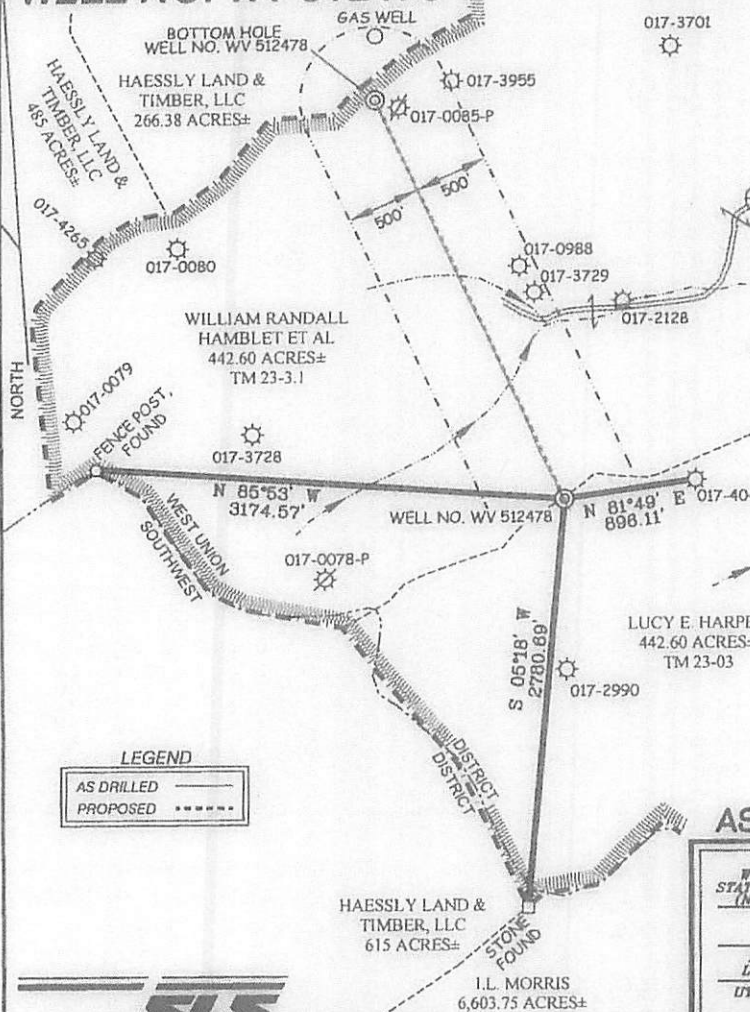 GAS WELL
BOTTOM HOLE
WELL NO. WV 512478
017-3701
HAESSLY LAND &
TIMBER, LLC
266.38 ACRES±
HAESSLY LAND &
TIMBER, LLC
485 ACRES±
017-3955
017-0085-P
500'
500'
017-4265
017-0080
017-0988
017-3729
017-2128
WILLIAM RANDALL
HAMBLET ET AL
442.60 ACRES±
TM 23-3.1
NORTH
017-0079
FENCE POST,
FOUND
017-3728
N 85°53' W
3174.57'
WELL NO. WV 512478
N 81°49' E
896.11'
017-40
WEST UNION
SOUTHWEST
017-0078-P
LUCY E. HARPE
442.60 ACRES±
TM 23-03
S 05°18' W
2780.69'
017-2990
LEGEND
AS DRILLED
PROPOSED
DISTRICT
DISTRICT
AS
HAESSLY LAND &
TIMBER, LLC
615 ACRES±
STONE
FOUND
I.L. MORRIS
6,603.75 ACRES±